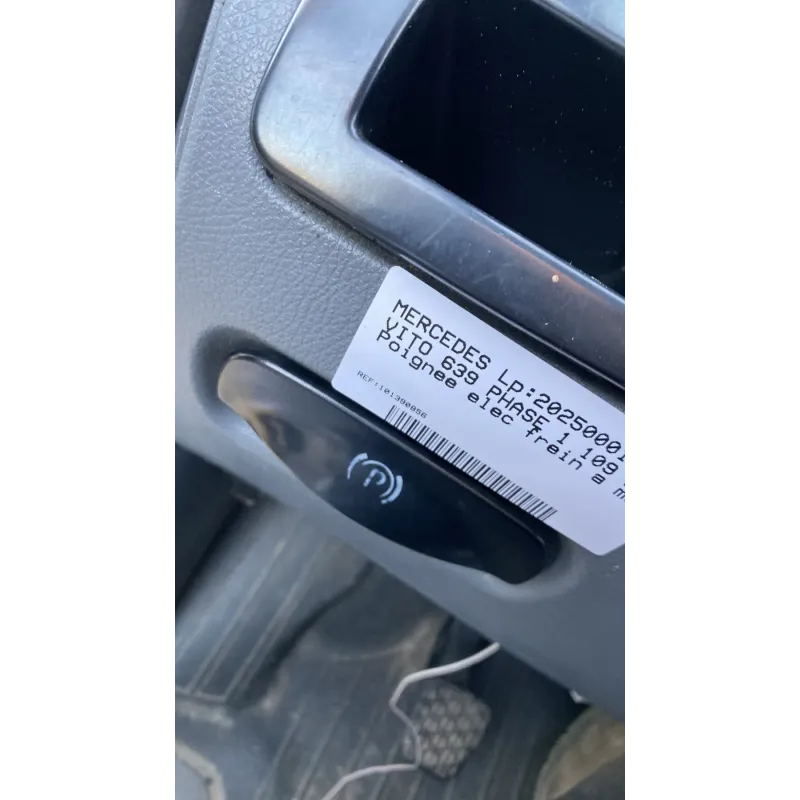 MERCEDES LP:20250001
VITO 639 PHASE 1 109
Poignee elec frein a m
REF:101390856
P